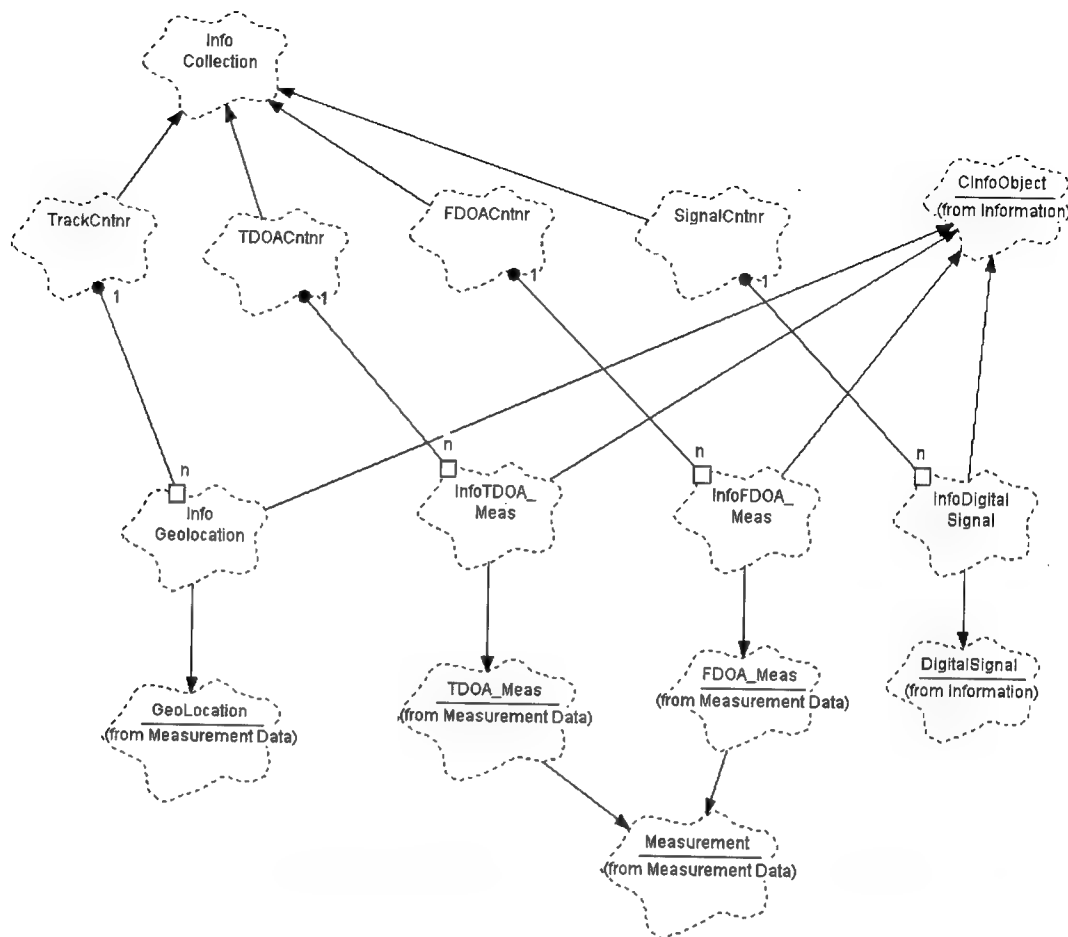 Info
Collection
TrackCntnr
TDOACntnr
FDOACntnr
SignalCntnr
CInfoObject
(from Information)
1
1
1
1
n
n
n
n
Info
Geolocation
InfoTDOA_
Meas
InfoFDOA_
Meas
InfoDigital
Signal
GeoLocation
(from Measurement Data)
TDOA_Meas
(from Measurement Data)
FDOA_Meas
(from Measurement Data)
DigitalSignal
(from Information)
Measurement
(from Measurement Data)